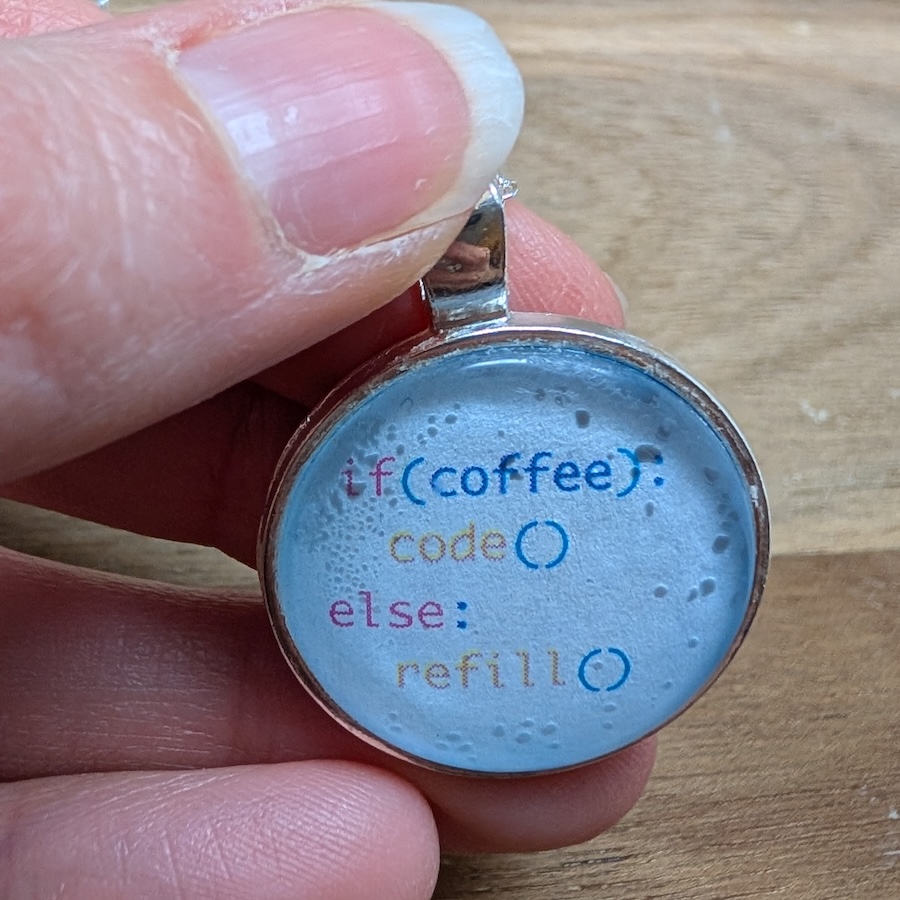 if(coffee):
code()
else:
refill()